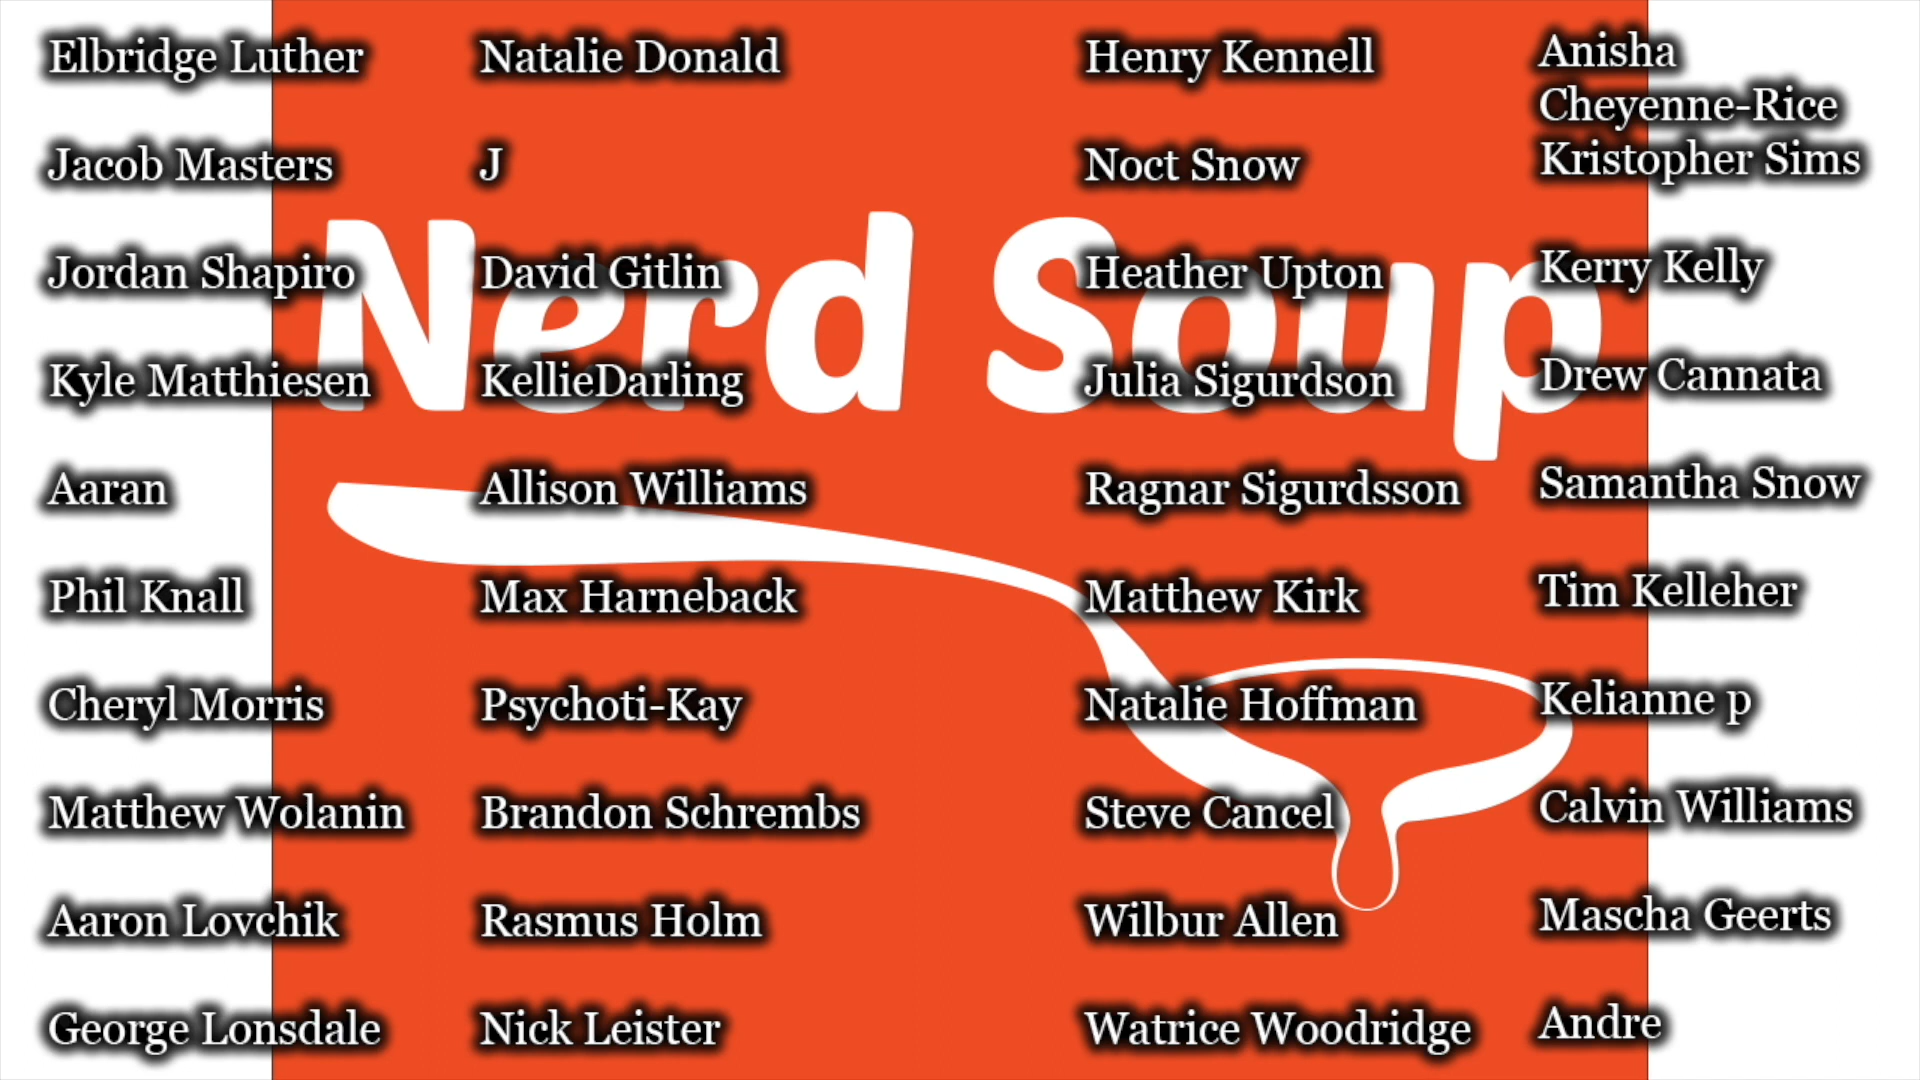 Elbridge Luther
Jacob Masters
Jordan Shapiro
Kyle Matthiesen
Aaran
Phil Knall
Cheryl Morris
Matthew Wolanin
Aaron Lovchik
George Lonsdale
Natalie Donald
J
David Gitlin
KellieDarling
Allison Williams
Max Harneback
Psychoti-Kay
Brandon Schrembs
Rasmus Holm
Nick Leister
Henry Kennell
Noct Snow
Heather Upton
Julia Sigurdson
Ragnar Sigurdsson
Matthew Kirk
Natalie Hoffman
Steve Cancel
Wilbur Allen
Watrice Woodridge
Anisha
Cheyenne-Rice
Kristopher Sims
Kerry Kelly
Drew Cannata
Samantha Snow
Tim Kelleher
Kelianne p
Calvin Williams
Mascha Geerts
Andre
Nerd Soup